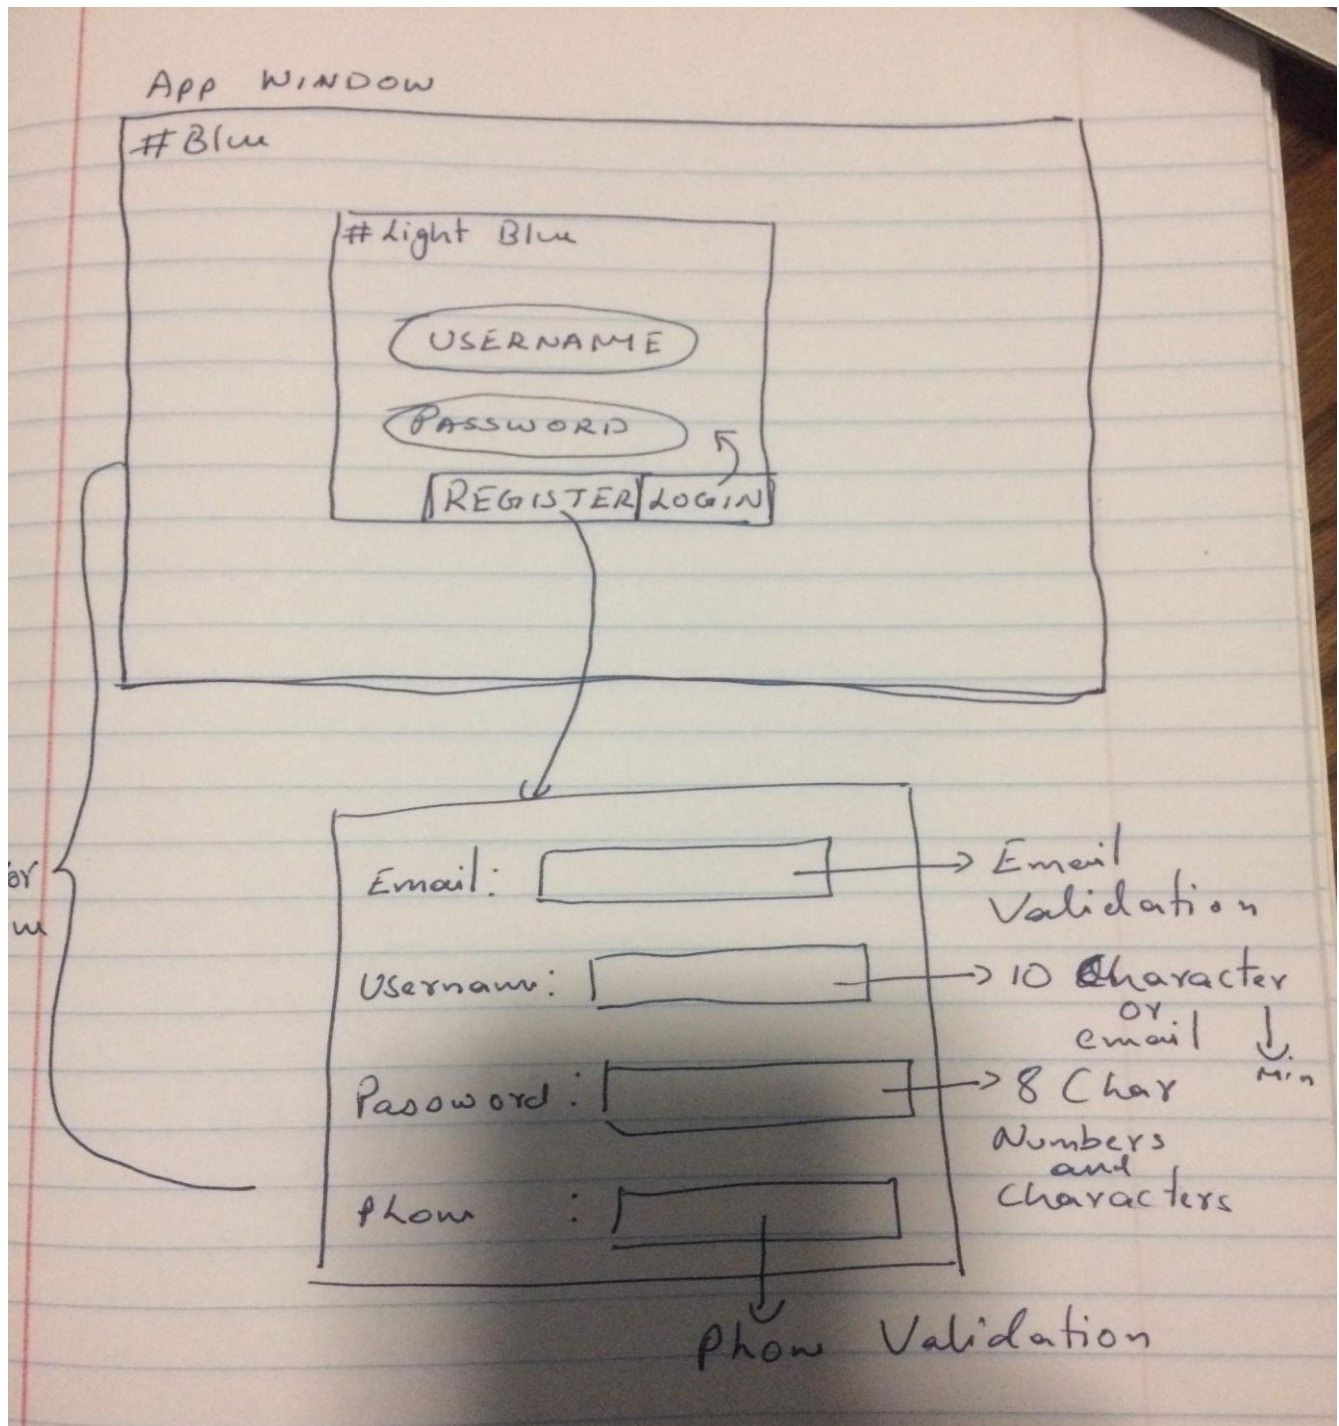 APP WINDOW
#Blue
#Light Blue
USERNAME
PASSWORD
REGISTER LOGIN
Email: → Email
Validation
Username: → 10 Character
or
email ↓
Min
Password: → 8 Char
Numbers
and
Characters
Phone :
Phone Validation